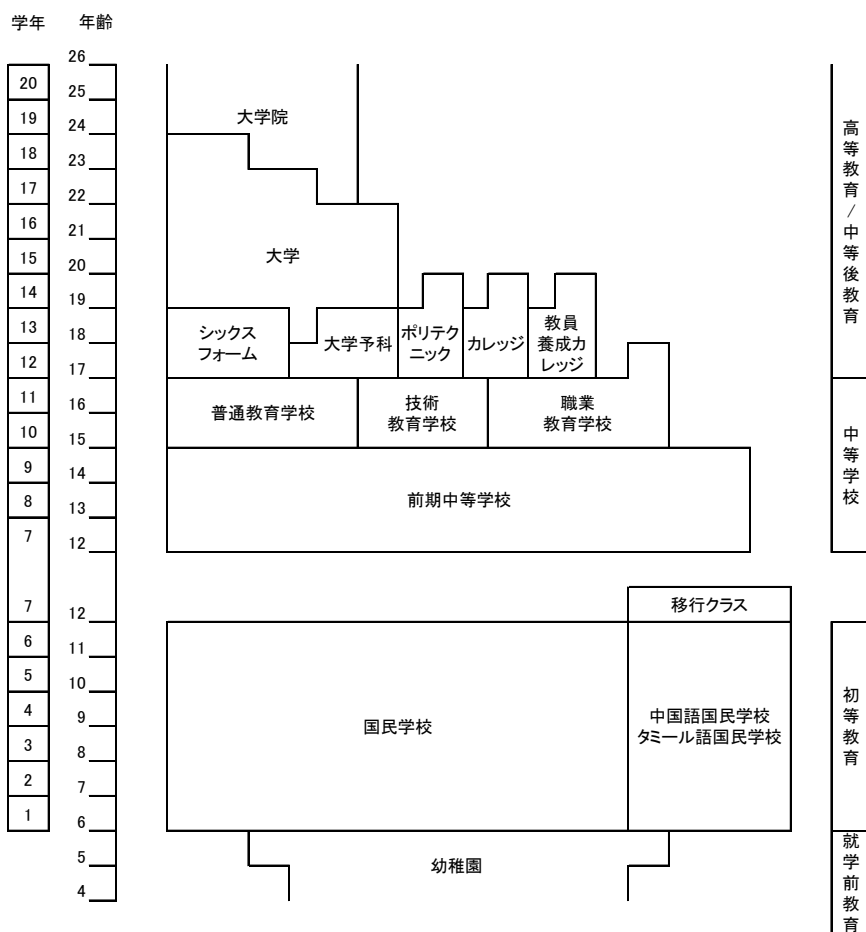 学年
年齢
26
20
25
19
24
18
23
17
22
16
21
15
20
14
19
13
18
12
17
11
16
10
15
9
14
8
13
7
12
7
12
6
11
5
10
4
9
3
8
2
7
1
6
5
4
大学院
大学
シックス
フォーム
大学予科
ポリテク
ニック
カレッジ
教員
養成カ
レッジ
普通教育学校
技術
教育学校
職業
教育学校
前期中等学校
移行クラス
国民学校
中国語国民学校
タミール語国民学校
幼稚園
高等教育/中等後教育
中等学校
初等教育
就学前教育